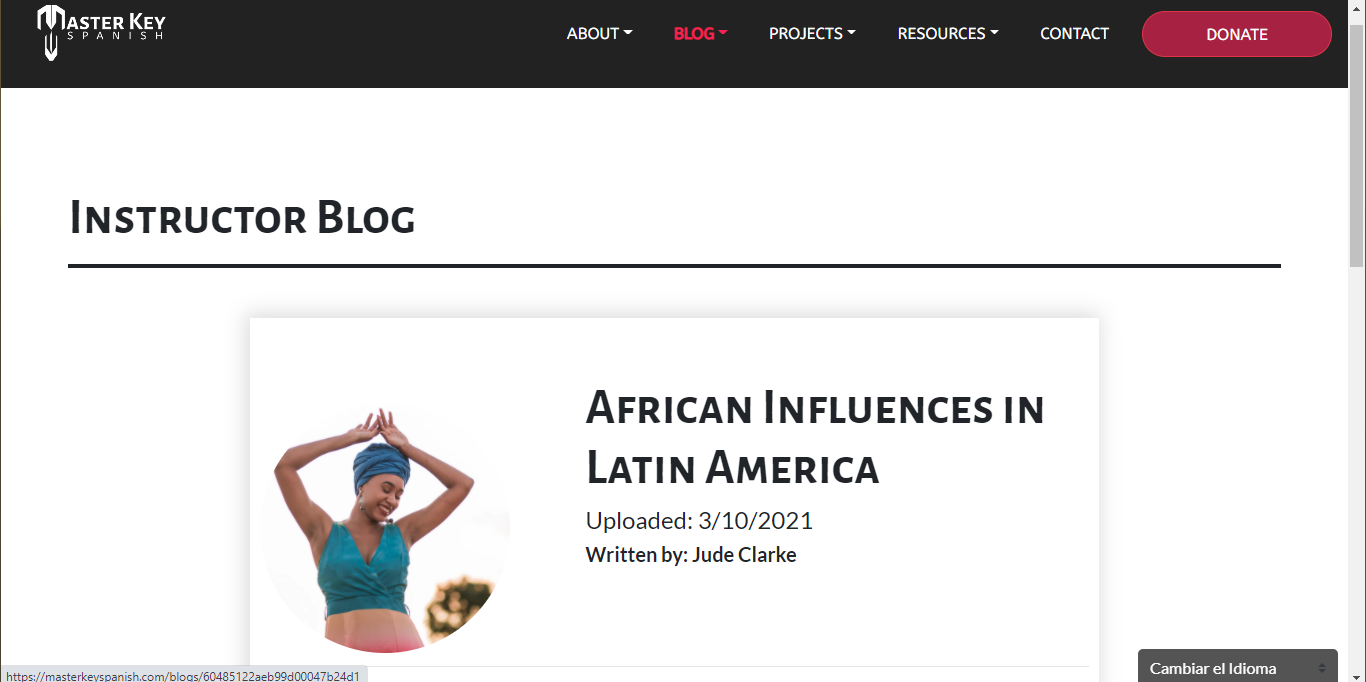 Master Key
SPANISH
ABOUT
BLOG
PROJECTS
RESOURCES
CONTACT
DONATE
Instructor Blog
African Influences in
Latin America
Uploaded: 3/10/2021
Written by: Jude Clarke
Cambiar el Idioma
https://masterkeyspanish.com/blogs/60485122aeb99d00047b24d1